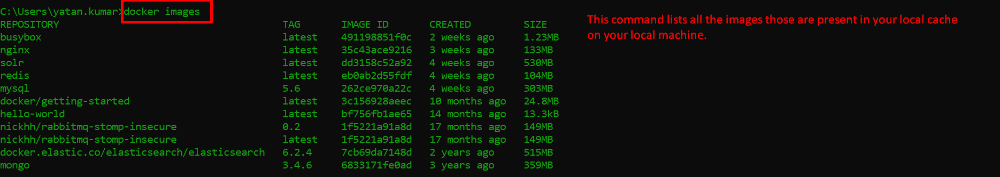 C:\Users\yatan.kumar>docker images
REPOSITORY TAG IMAGE ID CREATED SIZE
busybox latest 491198851f0c 2 weeks ago 1.23MB
nginx latest 35c43ace9216 3 weeks ago 133MB
solr latest dd3158c52a92 4 weeks ago 530MB
redis latest eb0ab2d55fdf 4 weeks ago 104MB
mysql 5.6 262ce970a22c 4 weeks ago 303MB
docker/getting-started latest 3c156928aeec 10 months ago 24.8MB
hello-world latest bf756fb1ae65 14 months ago 13.3kB
nickhh/rabbitmq-stomp-insecure 0.2 1f5221a91a8d 17 months ago 149MB
nickhh/rabbitmq-stomp-insecure latest 1f5221a91a8d 17 months ago 149MB
docker.elastic.co/elasticsearch/elasticsearch 6.2.4 7cb69da7148d 2 years ago 515MB
mongo 3.4.6 6833171fe0ad 3 years ago 359MB
This command lists all the images those are present in your local cache
on your local machine.